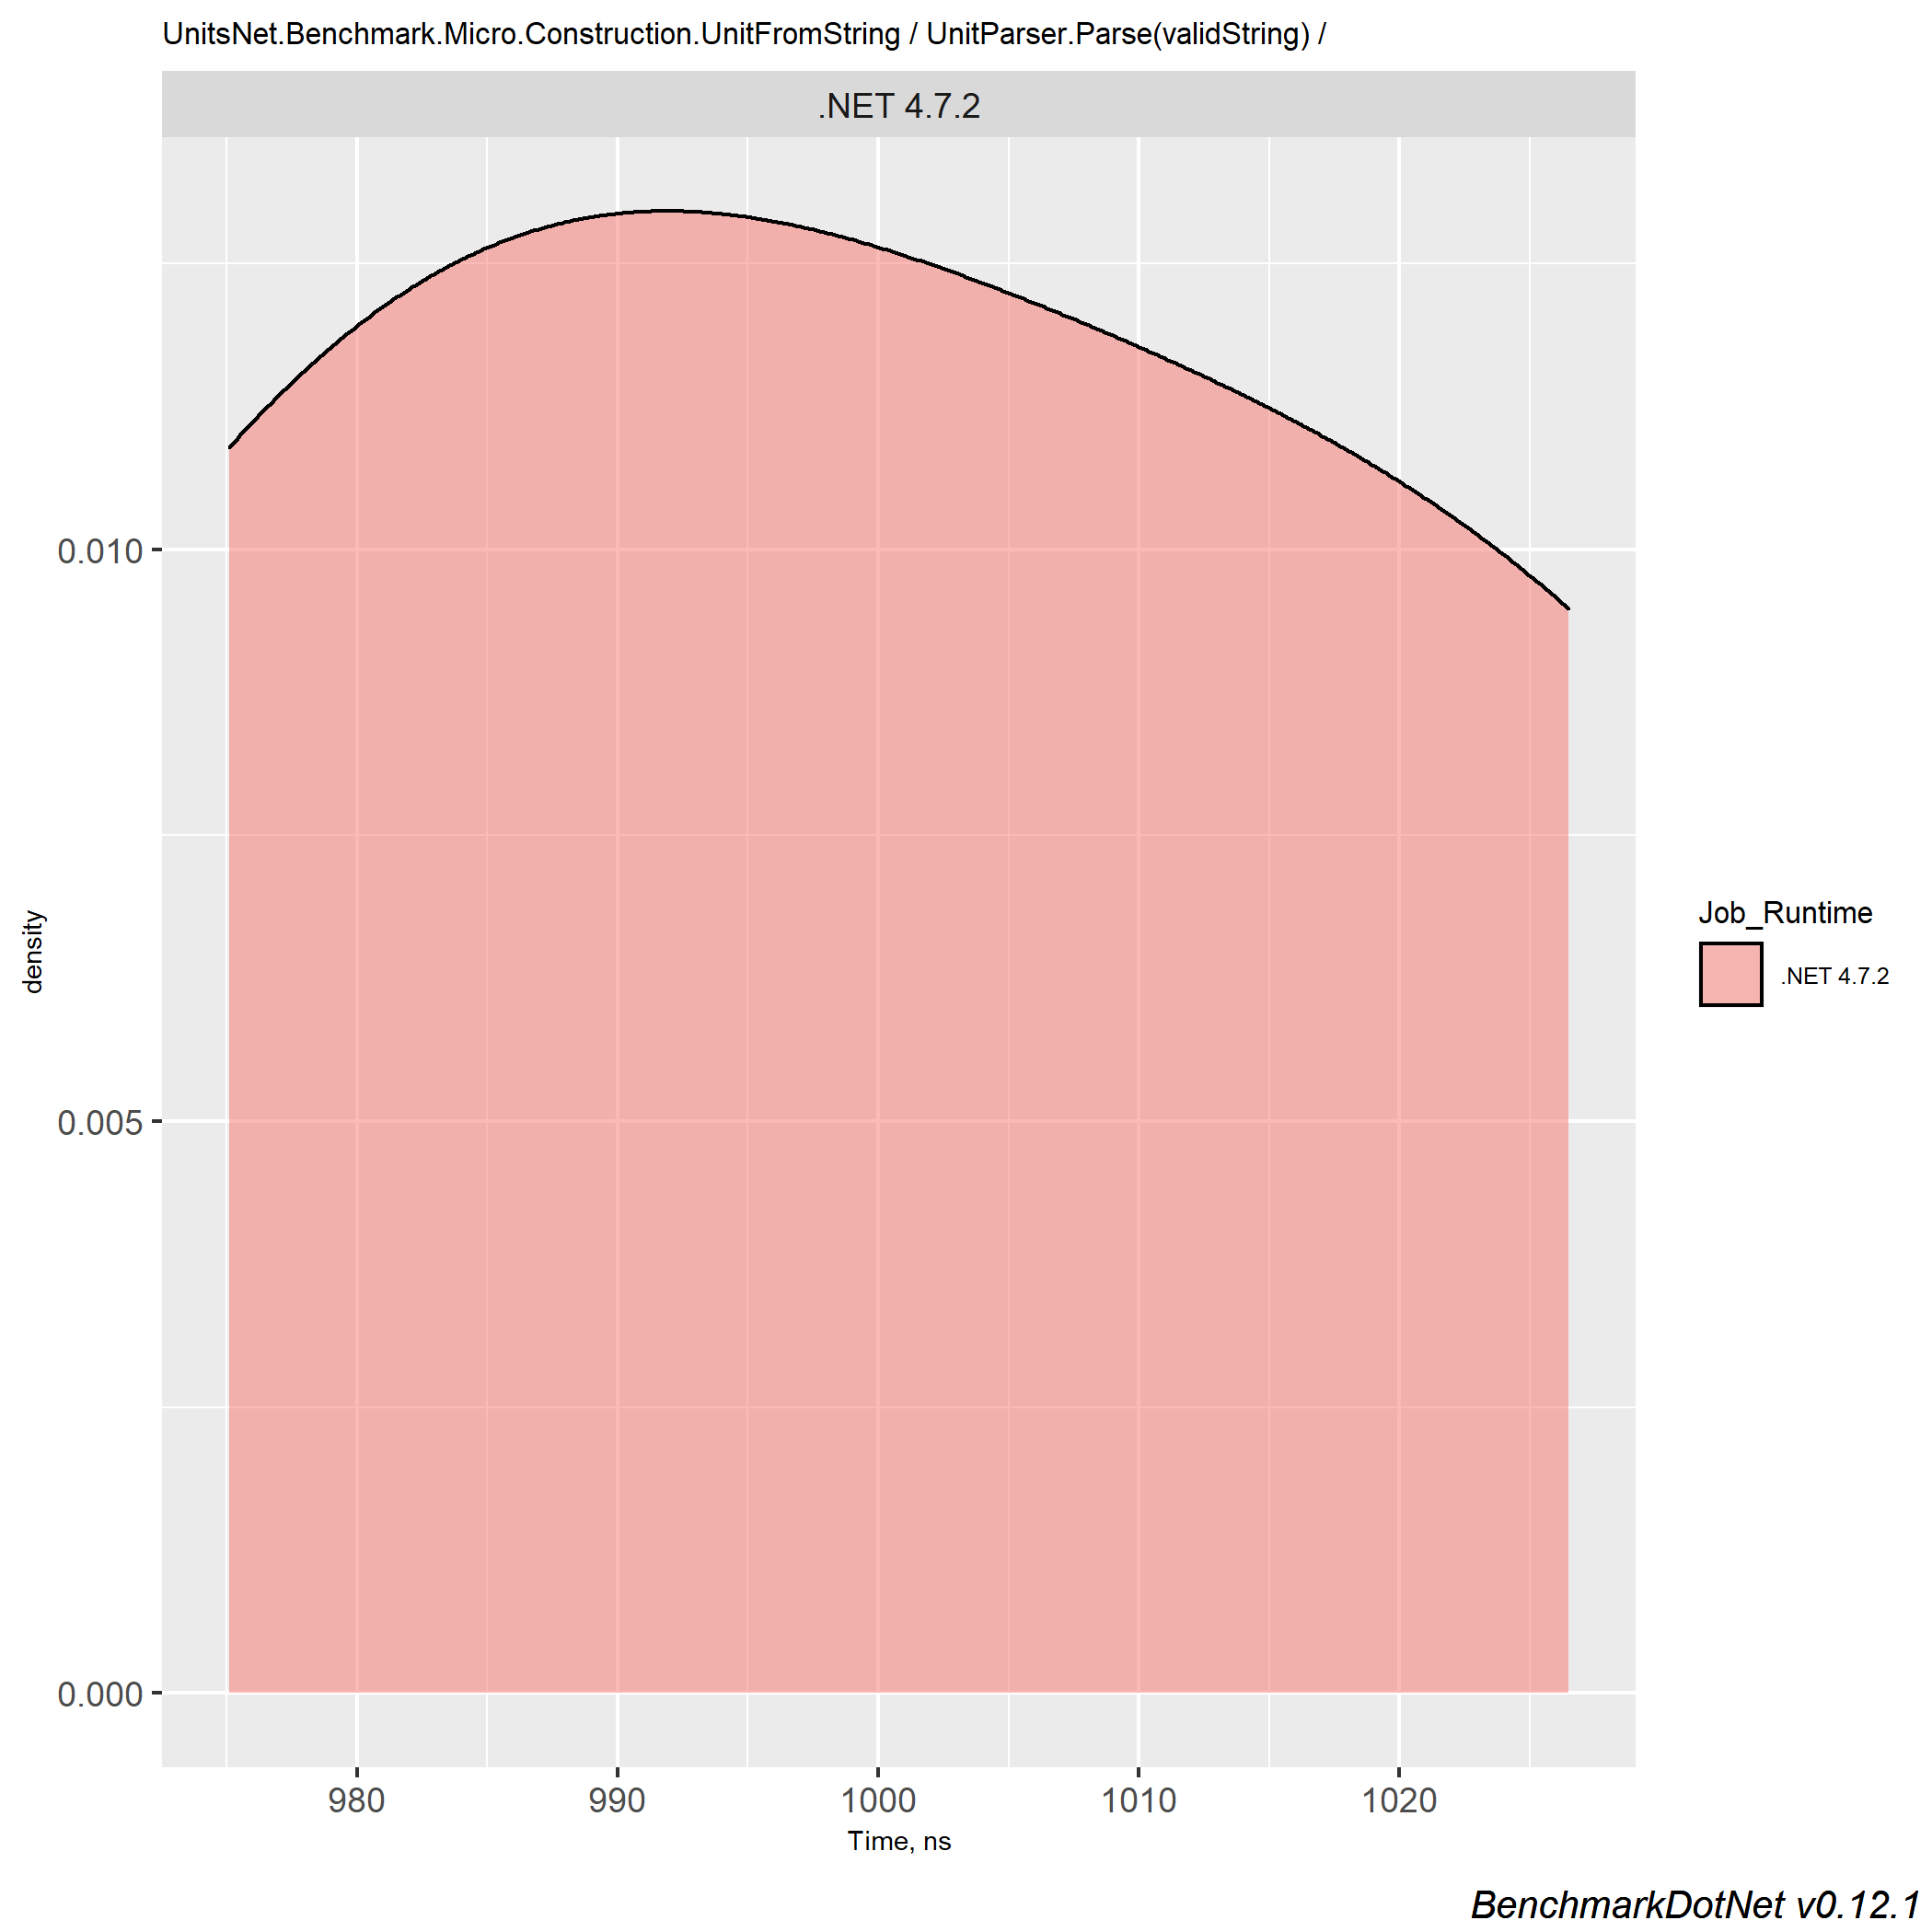 UnitsNet.Benchmark.Micro.Construction.UnitFromString / UnitParser.Parse(validString) /
.NET 4.7.2
0.010
0.005
0.000
density
980 990 1000 1010 1020
Time, ns
Job_Runtime
.NET 4.7.2
BenchmarkDotNet v0.12.1